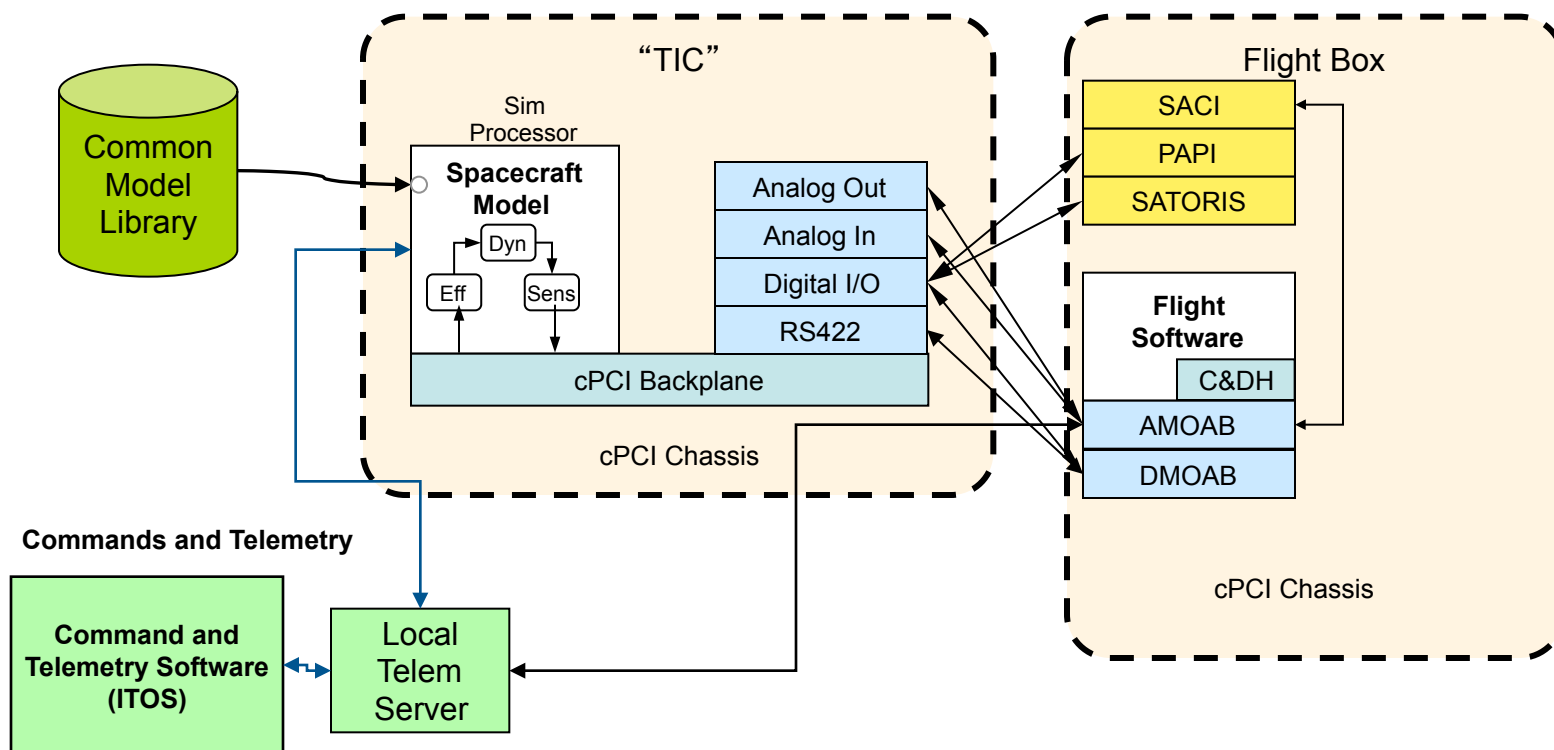 “TIC”
Flight Box
Common
Model
Library
Sim
Processor
Spacecraft
Model
Dyn
Eff
Sens
Analog Out
Analog In
Digital I/O
RS422
cPCI Backplane
cPCI Chassis
SACI
PAPI
SATORIS
Flight
Software
C&DH
AMOAB
DMOAB
cPCI Chassis
Commands and Telemetry
Command and
Telemetry Software
(ITOS)
Local
Telem
Server